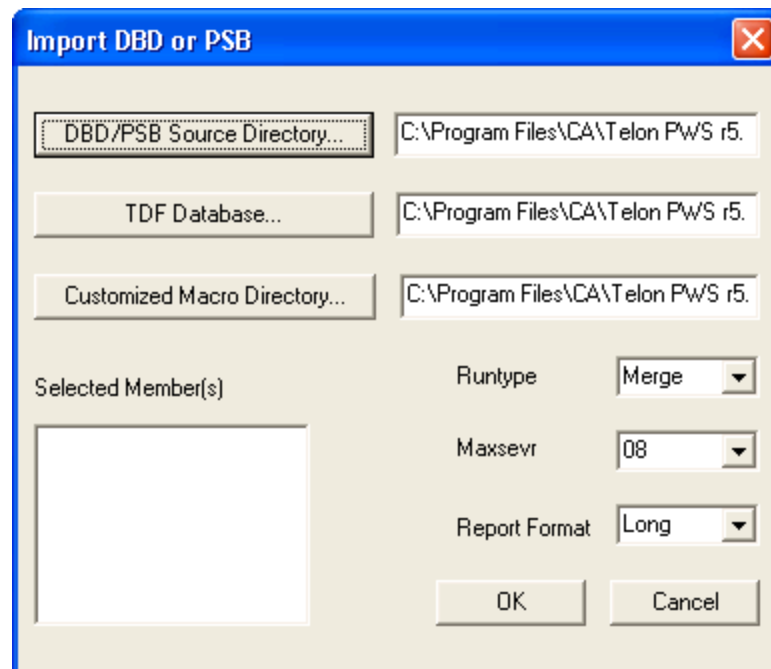 Import DBD or PSB
DBD/PSB Source Directory...
C:\Program Files\CA\Telon PWS r5.
TDF Database...
C:\Program Files\CA\Telon PWS r5.
Customized Macro Directory...
C:\Program Files\CA\Telon PWS r5.
Selected Member(s)
Runtype
Merge
Maxsevr
08
Report Format
Long
OK
Cancel